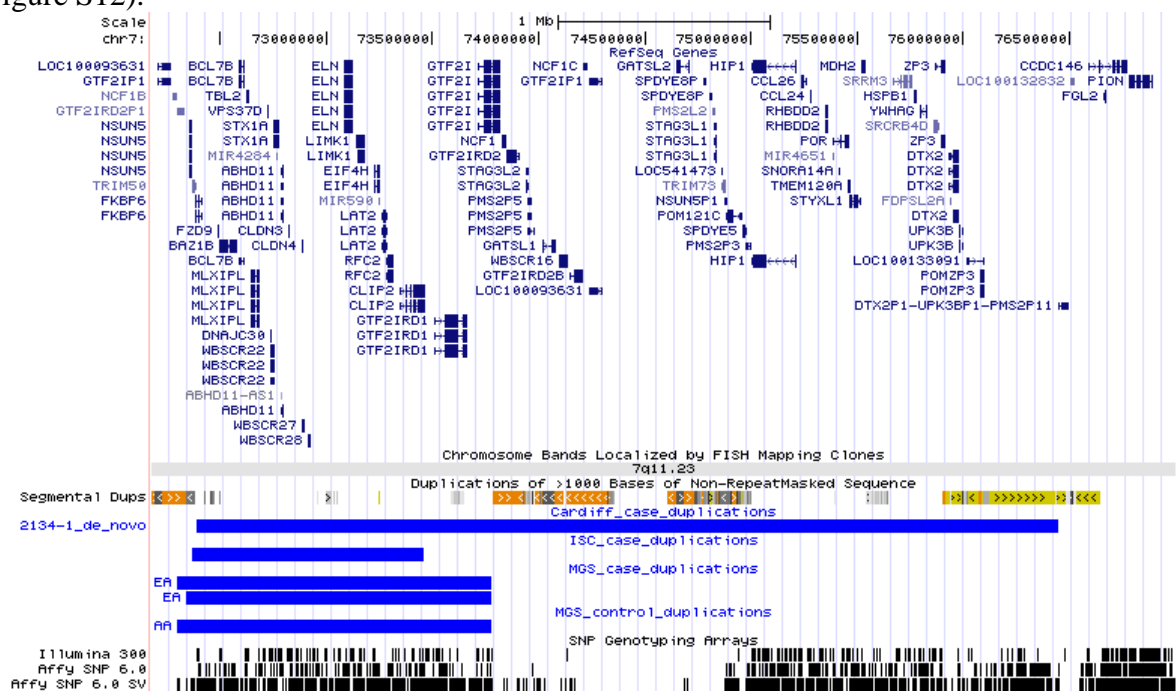 Figure S12).
Scale 1 Mb
chr7: 73000000 73500000 74000000 74500000 75000000 75500000 76000000 76500000
RefSeq Genes
LOC100093631 BCL7B ELN GTF2I NCF1C GATSL2 HIP1 MDH2 ZP3 CCDC146
GTF2IP1 BCL7B ELN GTF2I GTF2IP1 SPDYE8P CCL26 SRRM3 LOC100132832 PION
NCF1B TBL2 ELN GTF2I SPDYE8P CCL24 HSPB1 FGL2
GTF2IRD2P1 VPS37D ELN GTF2I PMS2L2 RHBDD2 YWHAG
NSUN5 STX1A ELN GTF2I STAG3L1 RHBDD2 SRCRB4D
NSUN5 STX1A LIMK1 NCF1 STAG3L1 POR ZP3
NSUN5 MIR4284 LIMK1 GTF2IRD2 STAG3L1 MIR4651 DTX2
NSUN5 ABHD11 EIF4H STAG3L2 LOC541473 SNORA14A DTX2
TRIM50 ABHD11 EIF4H STAG3L2 TRIM73 TMEM120A DTX2
FKBP6 ABHD11 MIR590 PMS2P5 NSUN5P1 STYXL1 FDPSL2A
FKBP6 ABHD11 LAT2 PMS2P5 POM121C DTX2
FZD9 CLDN3 LAT2 PMS2P5 SPDYE5 UPK3B
BAZ1B CLDN4 LAT2 GATSL1 PMS2P3 UPK3B
BCL7B RFC2 WBSCR16 HIP1 LOC100133091
MLXIPL RFC2 GTF2IRD2B POMZP3
MLXIPL CLIP2 LOC100093631 POMZP3
MLXIPL CLIP2 DTX2P1-UPK3BP1-PMS2P11
MLXIPL GTF2IRD1
DNAJC30 GTF2IRD1
WBSCR22 GTF2IRD1
WBSCR22
WBSCR22
ABHD11-AS1
ABHD11
WBSCR27
WBSCR28
Chromosome Bands Localized by FISH Mapping Clones
7q11.23
Duplications of >1000 Bases of Non-RepeatMasked Sequence
Segmental Dups
Cardiff_case_duplications
2134-1_de_novo
ISC_case_duplications
MGS_case_duplications
EA
EA
MGS_control_duplications
AA
SNP Genotyping Arrays
Illumina 300
Affy SNP 6.0
Affy SNP 6.0 SV